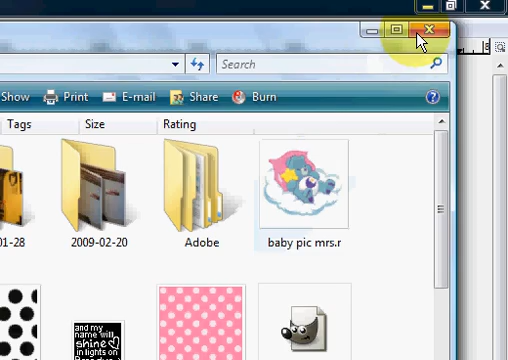 Search
Show Print E-mail Share Burn ?
Tags Size Rating
01-28 2009-02-20 Adobe baby pic mrs.r
and my
name will
shine
in lights on